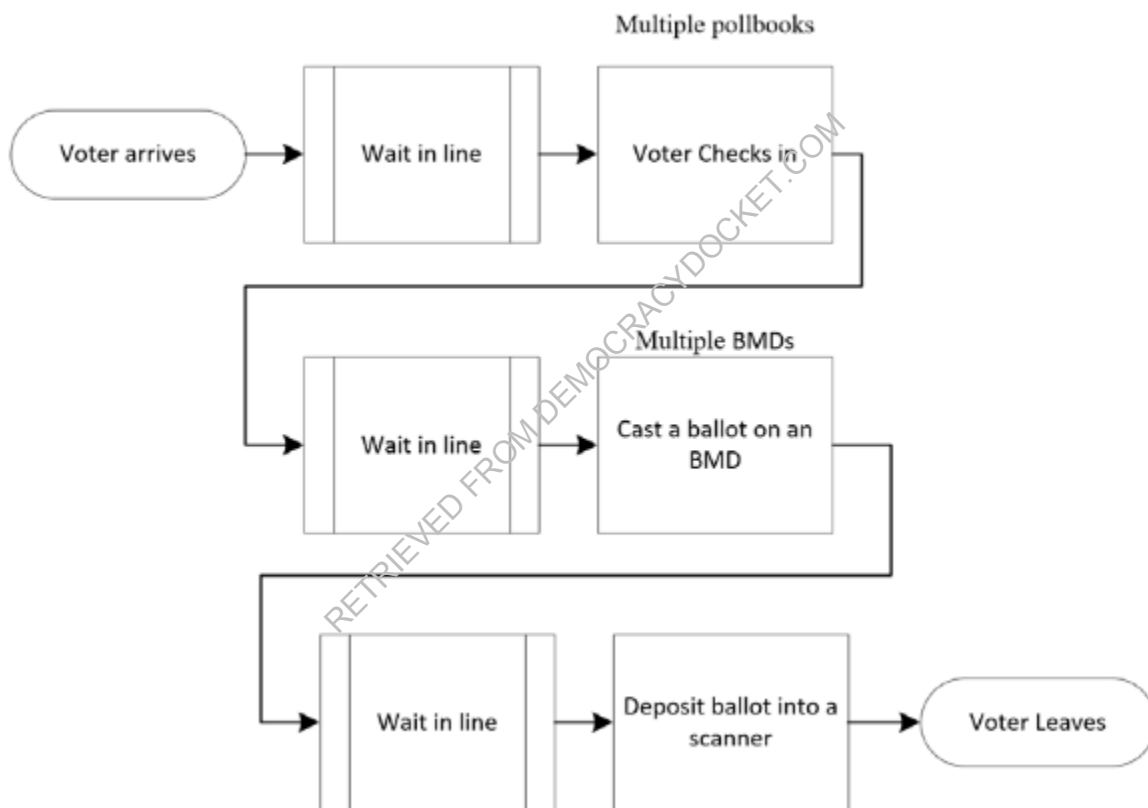 Multiple pollbooks
Voter arrives
Wait in line
Voter Checks in
Multiple BMDs
Wait in line
Cast a ballot on an
BMD
Wait in line
Deposit ballot into a
scanner
Voter Leaves
RETRIEVED FROM DEMOCRACYDOCKET.COM